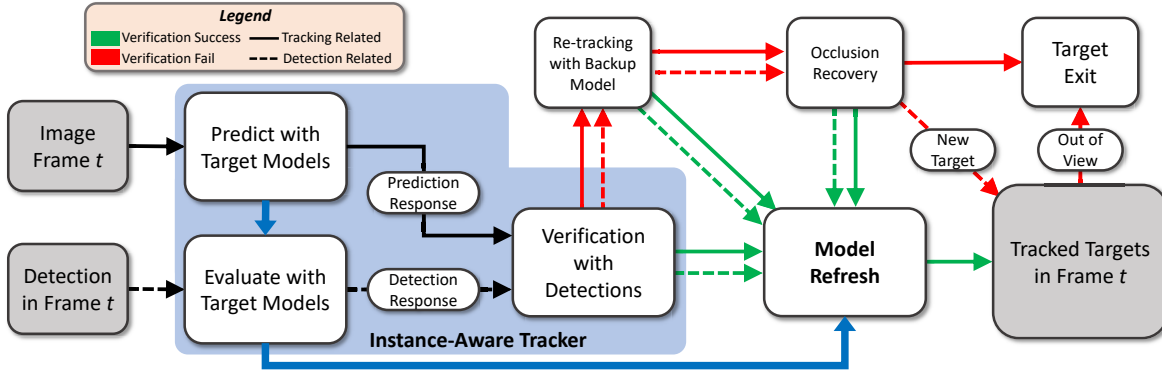 Legend
Verification Success
Tracking Related
Verification Fail
Detection Related
Re-tracking
with Backup
Model
Occlusion
Recovery
Target
Exit
Image
Frame t
Predict with
Target Models
Prediction
Response
New
Target
Out of
View
Detection
in Frame t
Evaluate with
Target Models
Detection
Response
Verification
with
Detections
Model
Refresh
Tracked Targets
in Frame t
Instance-Aware Tracker